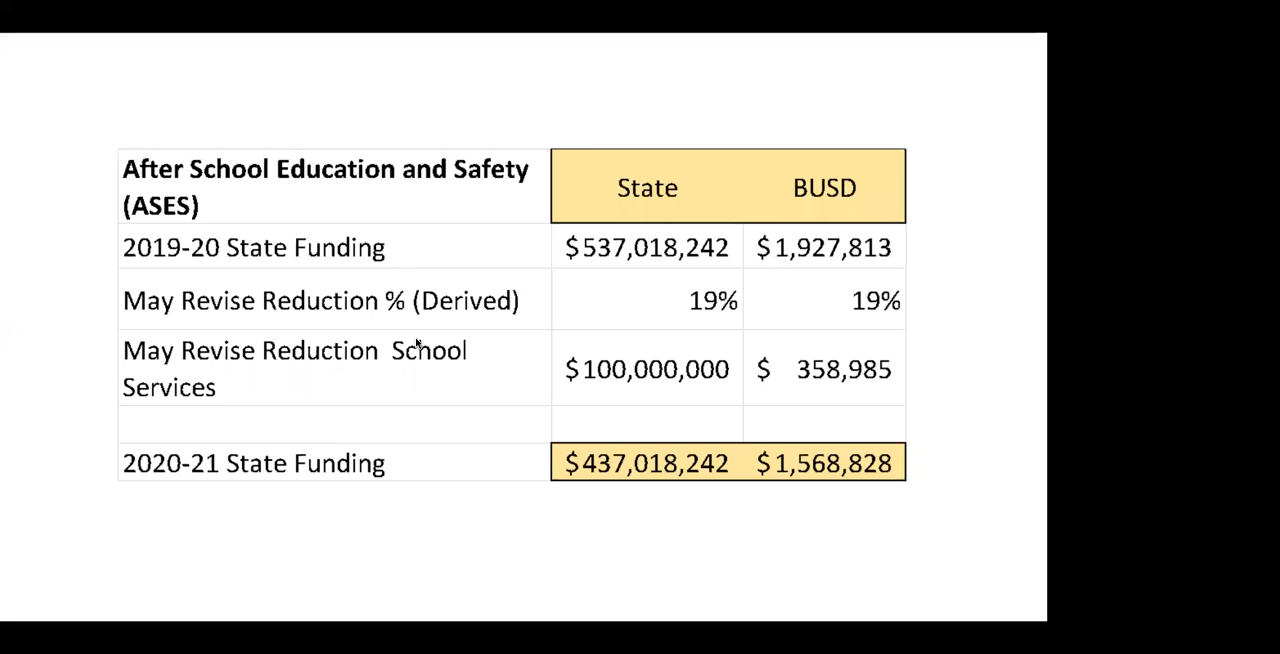 After School Education and Safety
(ASES)
State BUSD
2019-20 State Funding $537,018,242 $1,927,813
May Revise Reduction % (Derived) 19% 19%
May Revise Reduction School
Services
$100,000,000 $ 358,985
2020-21 State Funding $437,018,242 $1,568,828